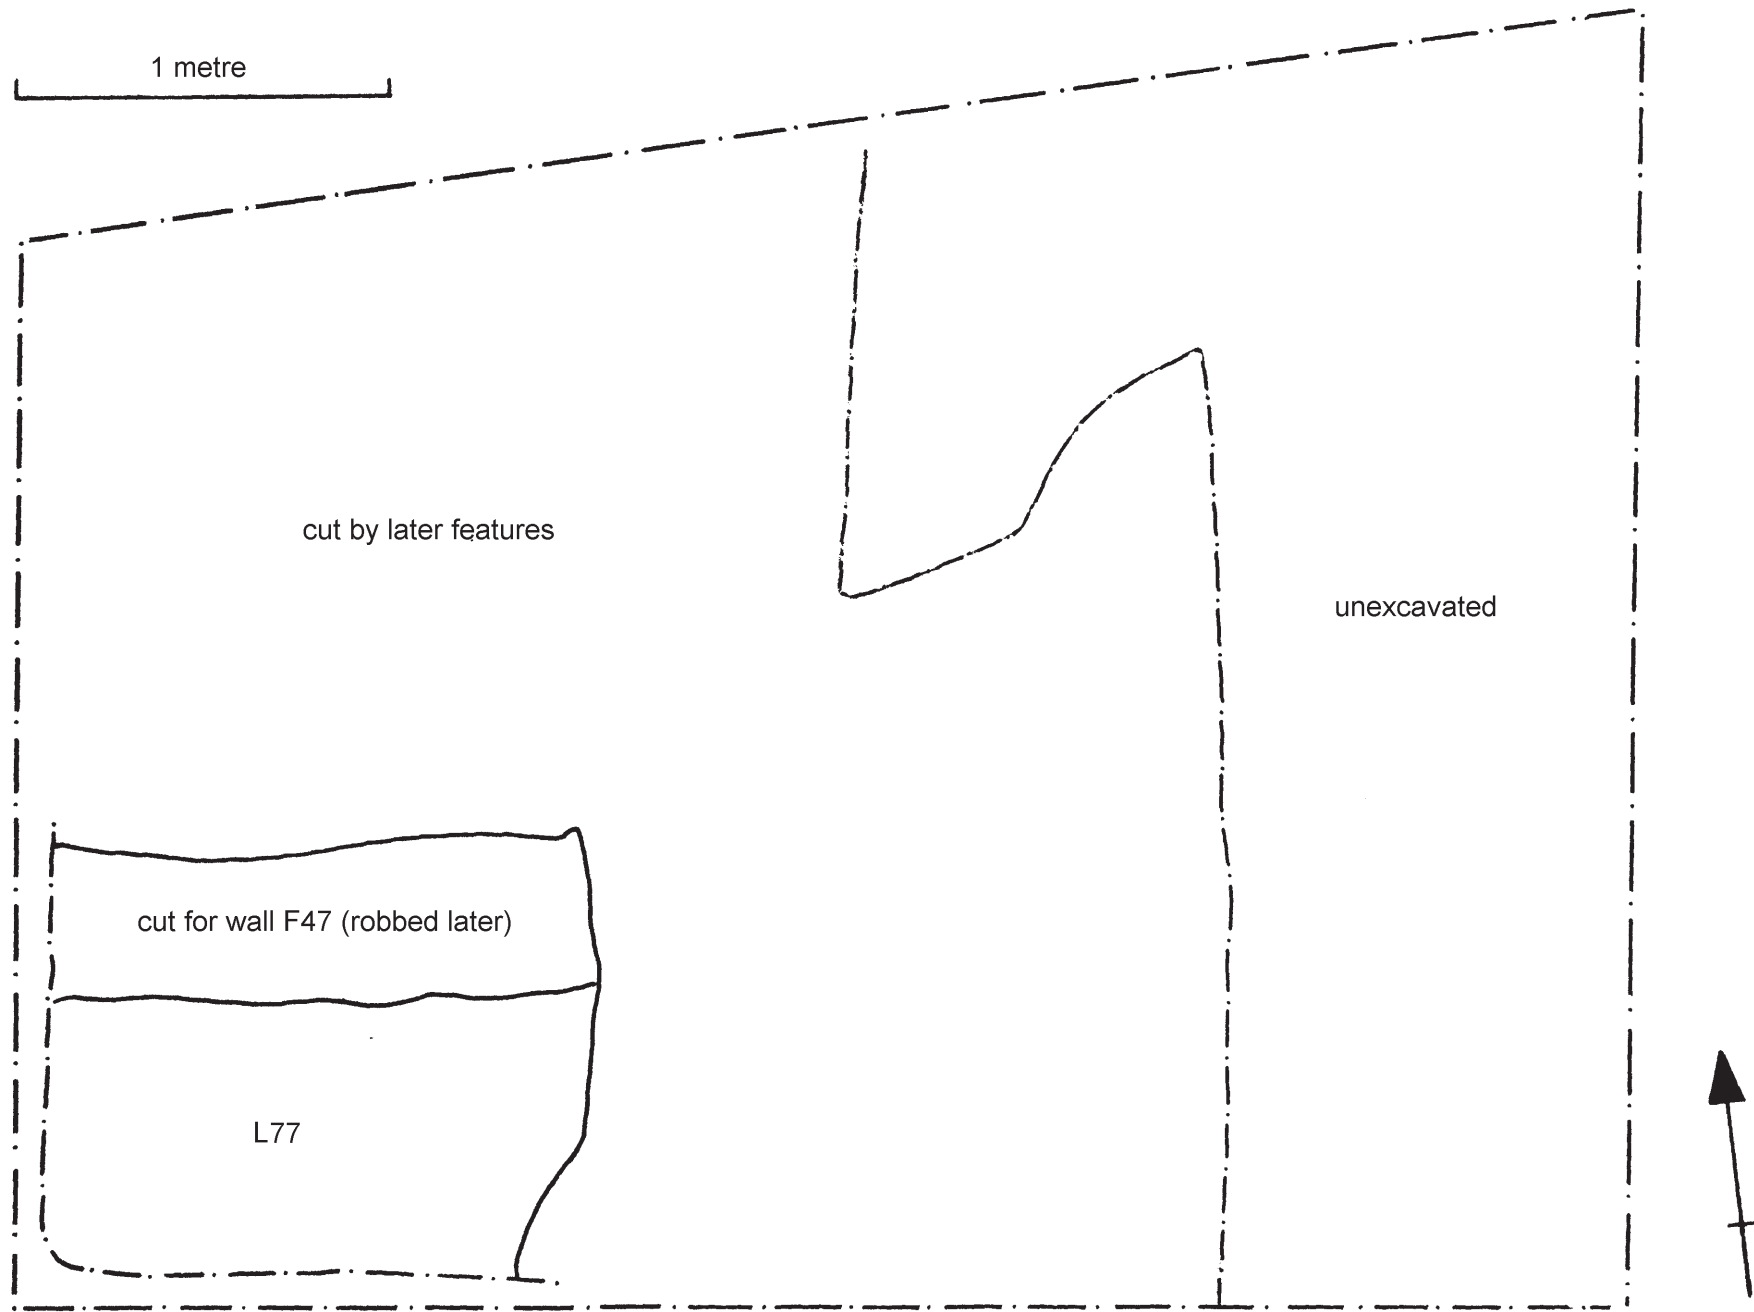 1 metre
cut by later features
unexcavated
cut for wall F47 (robbed later)
L77